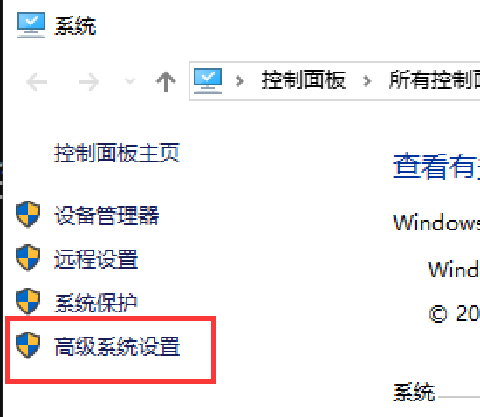 系统
控制面板 > 所有控制
控制面板主页
查看有
设备管理器
Windows
远程设置
Wind
系统保护
© 20
高级系统设置
系统